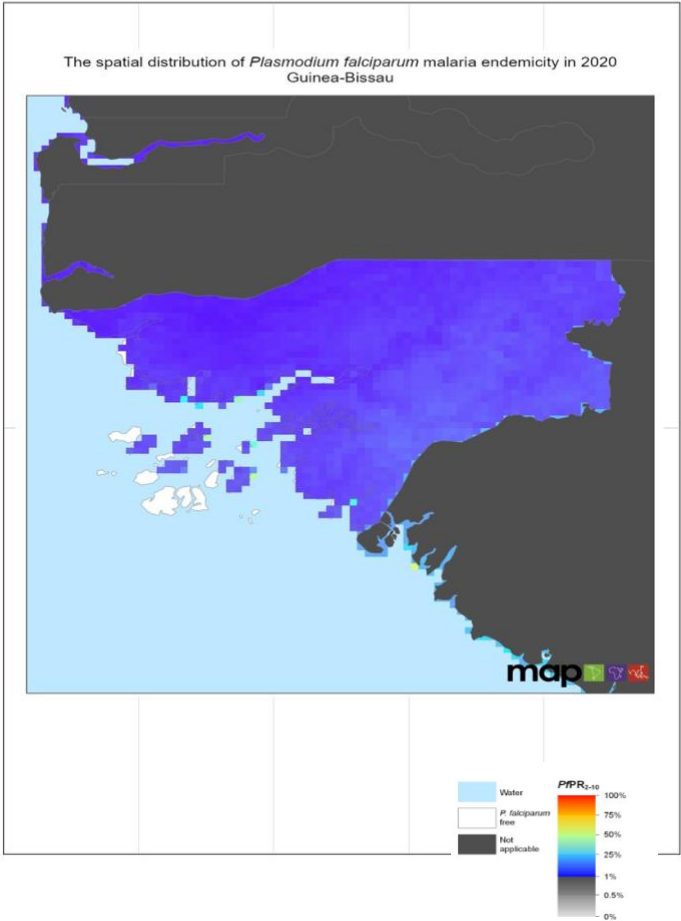 The spatial distribution of Plasmodium falciparum malaria endemicity in 2020
Guinea-Bissau
map
Water
P. falciparum
free
Not
applicable
PfPR2-10
100%
75%
50%
25%
1%
0.5%
0%